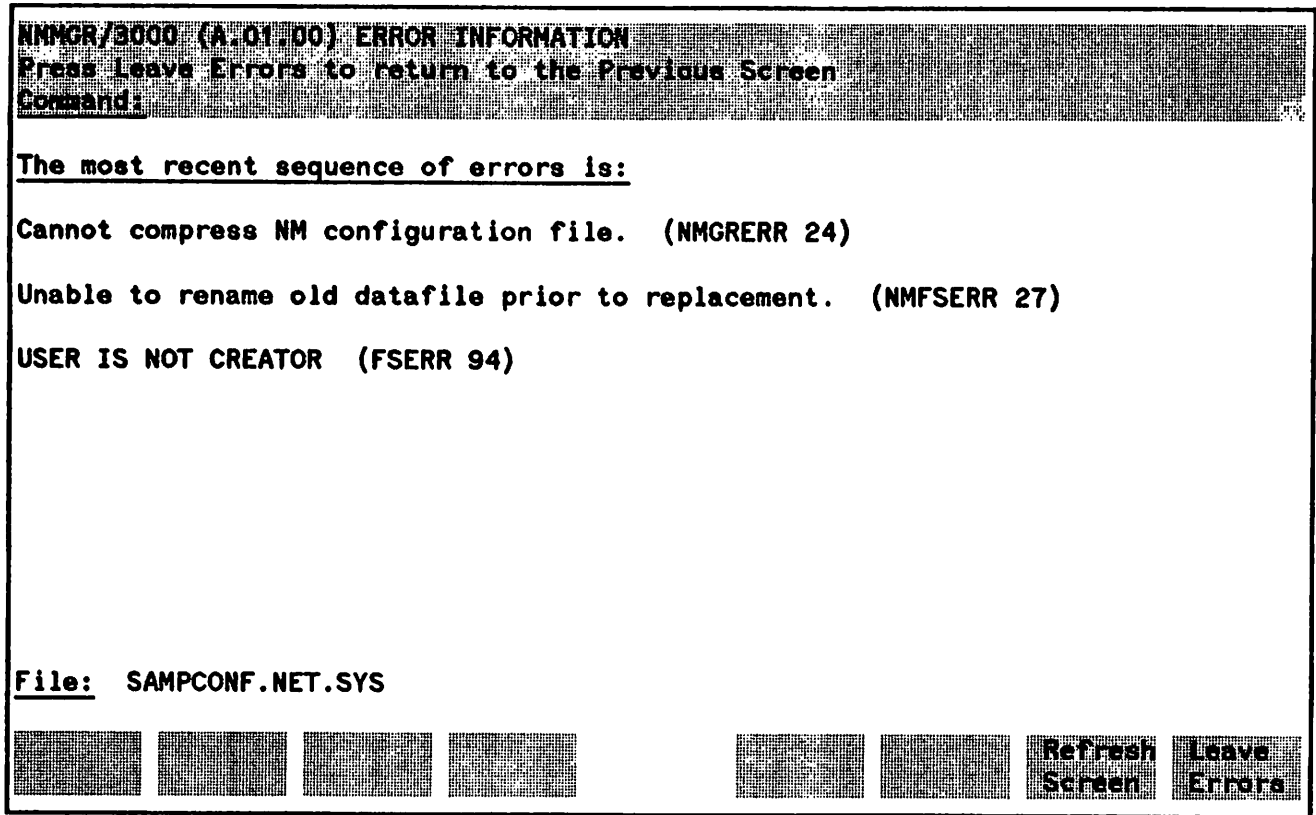 NMMGR/3000 (A.01.00) ERROR INFORMATION
Press Leave Errors to return to the Previous Screen
Command:
The most recent sequence of errors is:
Cannot compress NM configuration file. (NMGRERR 24)
Unable to rename old datafile prior to replacement. (NMFSERR 27)
USER IS NOT CREATOR (FSERR 94)
File: SAMPCONF.NET.SYS
Refresh Leave
Screen Errors